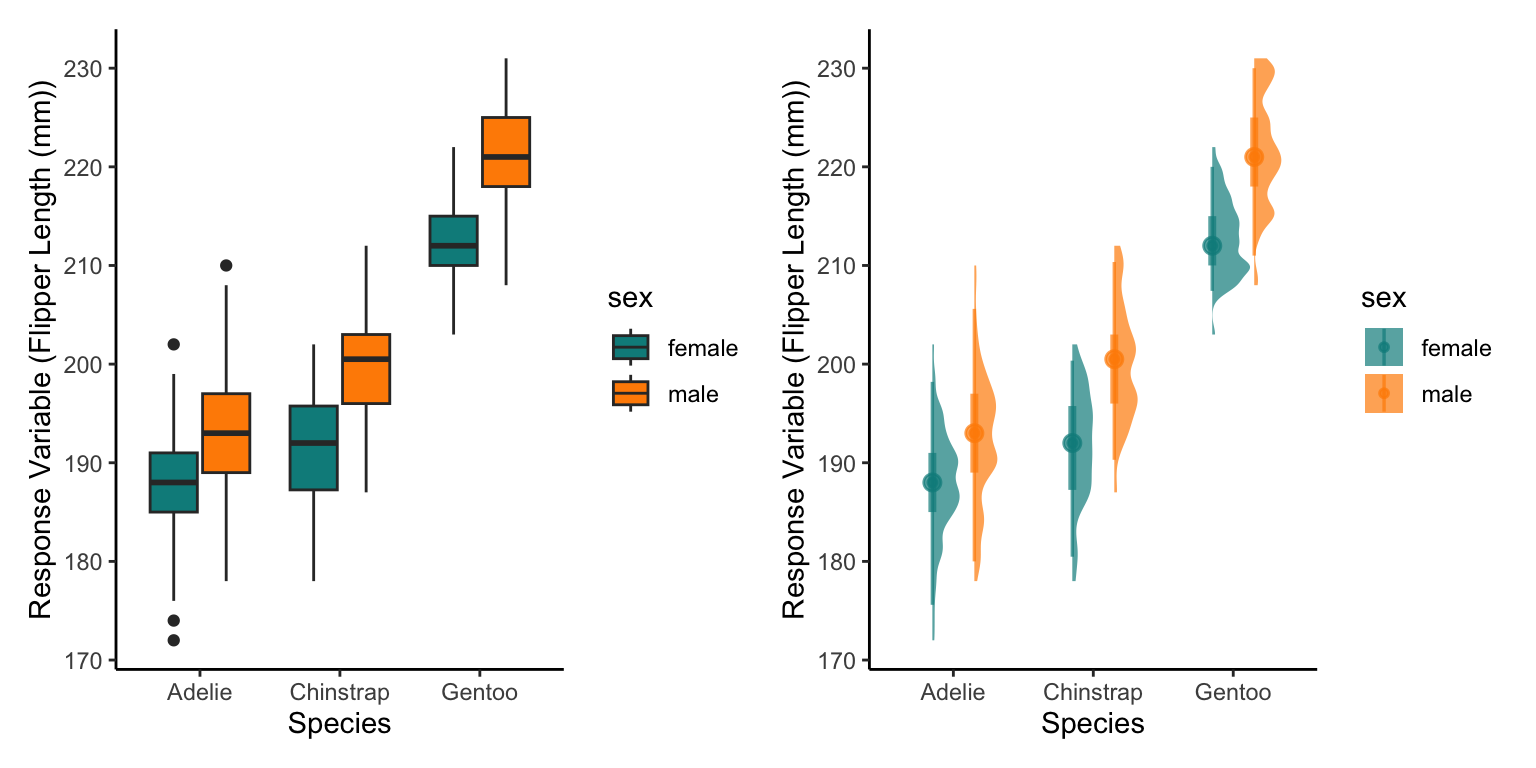 Response Variable (Flipper Length (mm))
230
220
210
200
190
180
170
Adelie Chinstrap Gentoo
Species
sex
female
male
Response Variable (Flipper Length (mm))
230
220
210
200
190
180
170
Adelie Chinstrap Gentoo
Species
sex
female
male